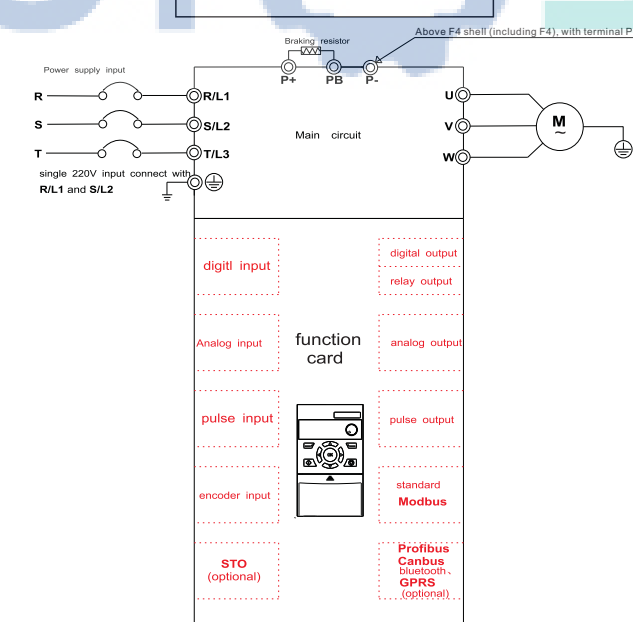 Above F4 shell (including F4), with terminal P
Braking resistor
P+ PB P-
Power supply input
R
S
T
R/L1
S/L2
T/L3
single 220V input connect with
R/L1 and S/L2
Main circuit
U
V
W
M
~
digitl input
digital output
relay output
Analog input
function
card
analog output
pulse input
pulse output
encoder input
standard
Modbus
STO
(optional)
Profibus
Canbus
bluetooth、
GPRS
(optional)